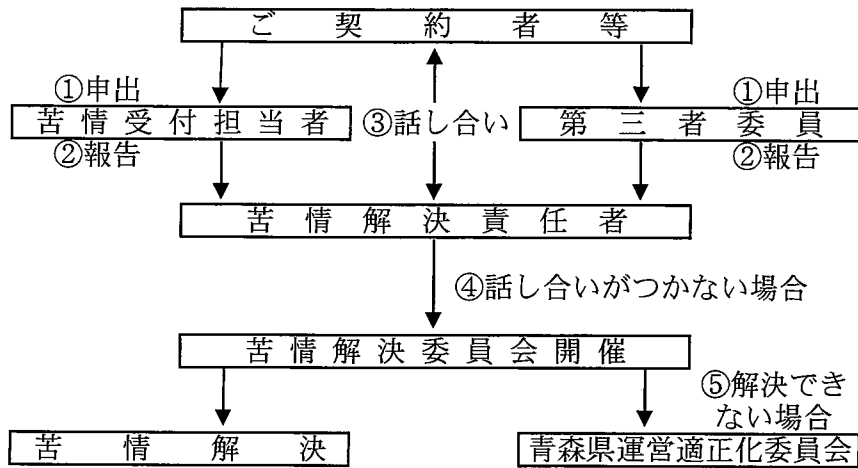 ご契約者等
①申出
①申出
苦情受付担当者
③話し合い
第三者委員
②報告
②報告
苦情解決責任者
④話し合いがつかない場合
苦情解決委員会開催
⑤解決でき
ない場合
苦情解決
青森県運営適正化委員会